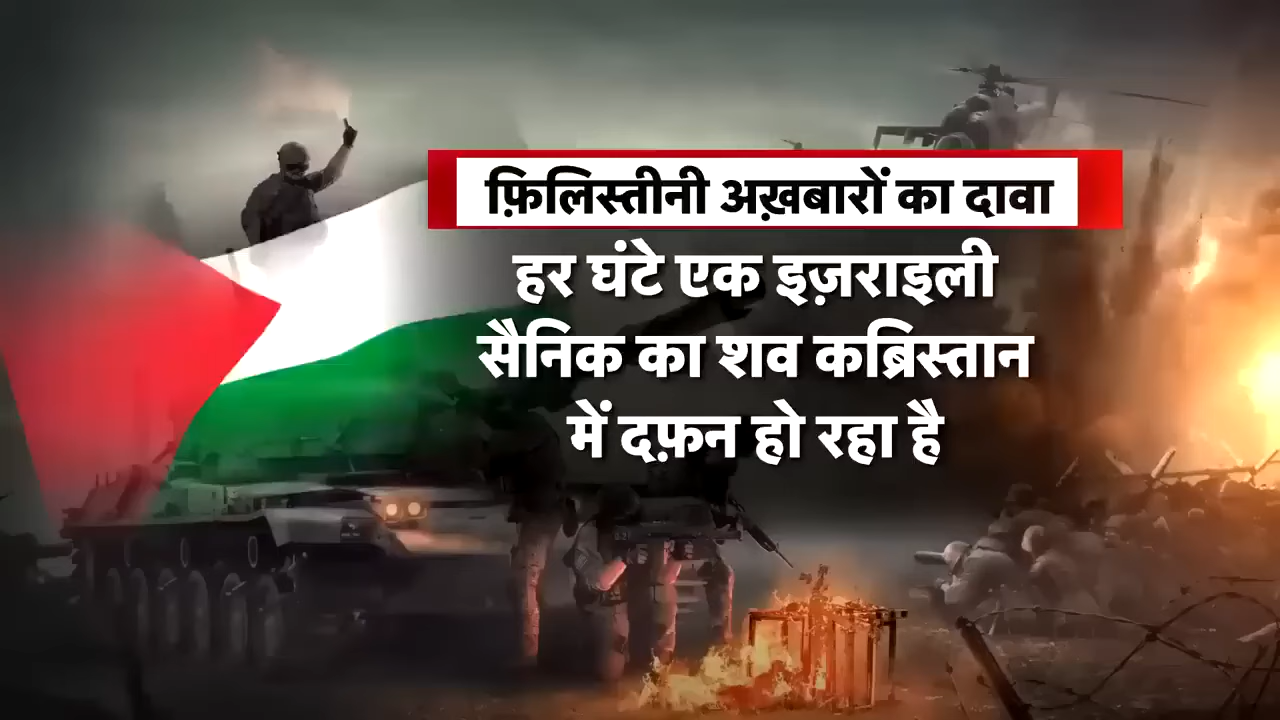 फ़िलिस्तीनी अख़बारों का दावा
हर घंटे एक इज़राइली
सैनिक का शव कब्रिस्तान
में दफ़न हो रहा है